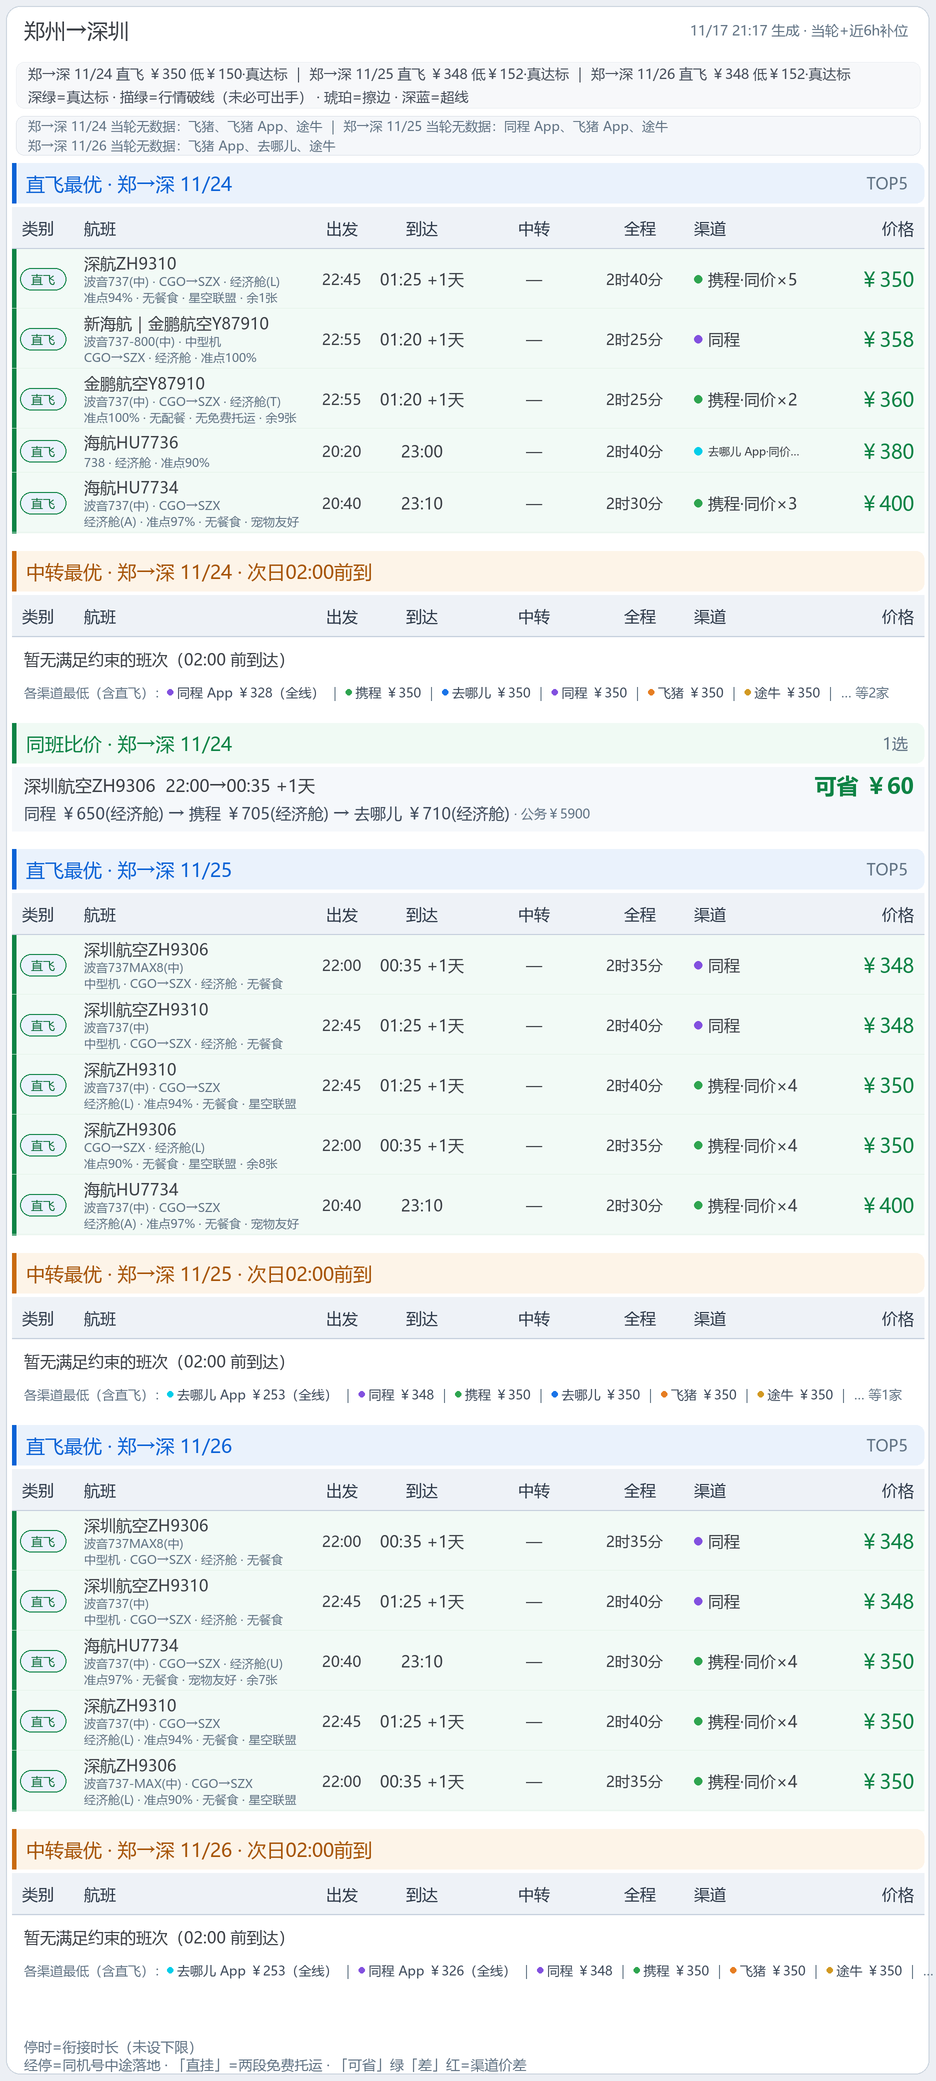 郑州→深圳
11/17 21:17 生成 · 当轮+近6h补位
郑→深 11/24 直飞 ￥350 低￥150·真达标 | 郑→深 11/25 直飞 ￥348 低￥152·真达标 | 郑→深 11/26 直飞 ￥348 低￥152·真达标
深绿=真达标 · 描绿=行情破线（未必可出手） · 琥珀=擦边 · 深蓝=超线
郑→深 11/24 当轮无数据：飞猪、飞猪 App、途牛 | 郑→深 11/25 当轮无数据：同程 App、飞猪 App、途牛
郑→深 11/26 当轮无数据：飞猪 App、去哪儿、途牛
直飞最优 · 郑→深 11/24 TOP5
类别 航班 出发 到达 中转 全程 渠道 价格
深航ZH9310
直飞 波音737(中) · CGO→SZX · 经济舱(L) 22:45 01:25 +1天 — 2时40分 携程·同价×5 ￥350
准点94% · 无餐食 · 星空联盟 · 余1张
新海航 | 金鹏航空Y87910
直飞 波音737-800(中) · 中型机 22:55 01:20 +1天 — 2时25分 同程 ￥358
CGO→SZX · 经济舱 · 准点100%
金鹏航空Y87910
直飞 波音737(中) · CGO→SZX · 经济舱(T) 22:55 01:20 +1天 — 2时25分 携程·同价×2 ￥360
准点100% · 无配餐 · 无免费托运 · 余9张
海航HU7736
直飞 738 · 经济舱 · 准点90% 20:20 23:00 — 2时40分 去哪儿 App·同价… ￥380
海航HU7734
直飞 波音737(中) · CGO→SZX 20:40 23:10 — 2时30分 携程·同价×3 ￥400
经济舱(A) · 准点97% · 无餐食 · 宠物友好
中转最优 · 郑→深 11/24 · 次日02:00前到
类别 航班 出发 到达 中转 全程 渠道 价格
暂无满足约束的班次（02:00 前到达）
各渠道最低（含直飞）: 同程 App ￥328（全线） | 携程 ￥350 | 去哪儿 ￥350 | 同程 ￥350 | 飞猪 ￥350 | 途牛 ￥350 | … 等2家
同班比价 · 郑→深 11/24 1选
深圳航空ZH9306 22:00→00:35 +1天 可省 ￥60
同程 ￥650(经济舱) → 携程 ￥705(经济舱) → 去哪儿 ￥710(经济舱) · 公务￥5900
直飞最优 · 郑→深 11/25 TOP5
类别 航班 出发 到达 中转 全程 渠道 价格
深圳航空ZH9306
直飞 波音737MAX8(中) 22:00 00:35 +1天 — 2时35分 同程 ￥348
中型机 · CGO→SZX · 经济舱 · 无餐食
深圳航空ZH9310
直飞 波音737(中) 22:45 01:25 +1天 — 2时40分 同程 ￥348
中型机 · CGO→SZX · 经济舱 · 无餐食
深航ZH9310
直飞 波音737(中) · CGO→SZX 22:45 01:25 +1天 — 2时40分 携程·同价×4 ￥350
经济舱(L) · 准点94% · 无餐食 · 星空联盟
深航ZH9306
直飞 CGO→SZX · 经济舱(L) 22:00 00:35 +1天 — 2时35分 携程·同价×4 ￥350
准点90% · 无餐食 · 星空联盟 · 余8张
海航HU7734
直飞 波音737(中) · CGO→SZX 20:40 23:10 — 2时30分 携程·同价×4 ￥400
经济舱(A) · 准点97% · 无餐食 · 宠物友好
中转最优 · 郑→深 11/25 · 次日02:00前到
类别 航班 出发 到达 中转 全程 渠道 价格
暂无满足约束的班次（02:00 前到达）
各渠道最低（含直飞）: 去哪儿 App ￥253（全线） | 同程 ￥348 | 携程 ￥350 | 去哪儿 ￥350 | 飞猪 ￥350 | 途牛 ￥350 | … 等1家
直飞最优 · 郑→深 11/26 TOP5
类别 航班 出发 到达 中转 全程 渠道 价格
深圳航空ZH9306
直飞 波音737MAX8(中) 22:00 00:35 +1天 — 2时35分 同程 ￥348
中型机 · CGO→SZX · 经济舱 · 无餐食
深圳航空ZH9310
直飞 波音737(中) 22:45 01:25 +1天 — 2时40分 同程 ￥348
中型机 · CGO→SZX · 经济舱 · 无餐食
海航HU7734
直飞 波音737(中) · CGO→SZX · 经济舱(U) 20:40 23:10 — 2时30分 携程·同价×4 ￥350
准点97% · 无餐食 · 宠物友好 · 余7张
深航ZH9310
直飞 波音737(中) · CGO→SZX 22:45 01:25 +1天 — 2时40分 携程·同价×4 ￥350
经济舱(L) · 准点94% · 无餐食 · 星空联盟
深航ZH9306
直飞 波音737-MAX(中) · CGO→SZX 22:00 00:35 +1天 — 2时35分 携程·同价×4 ￥350
经济舱(L) · 准点90% · 无餐食 · 星空联盟
中转最优 · 郑→深 11/26 · 次日02:00前到
类别 航班 出发 到达 中转 全程 渠道 价格
暂无满足约束的班次（02:00 前到达）
各渠道最低（含直飞）: 去哪儿 App ￥253（全线） | 同程 App ￥326（全线） | 同程 ￥348 | 携程 ￥350 | 飞猪 ￥350 | 途牛 ￥350 | …
停时=衔接时长（未设下限）
经停=同机号中途落地 · 「直挂」=两段免费托运 · 「可省」绿「差」红=渠道价差